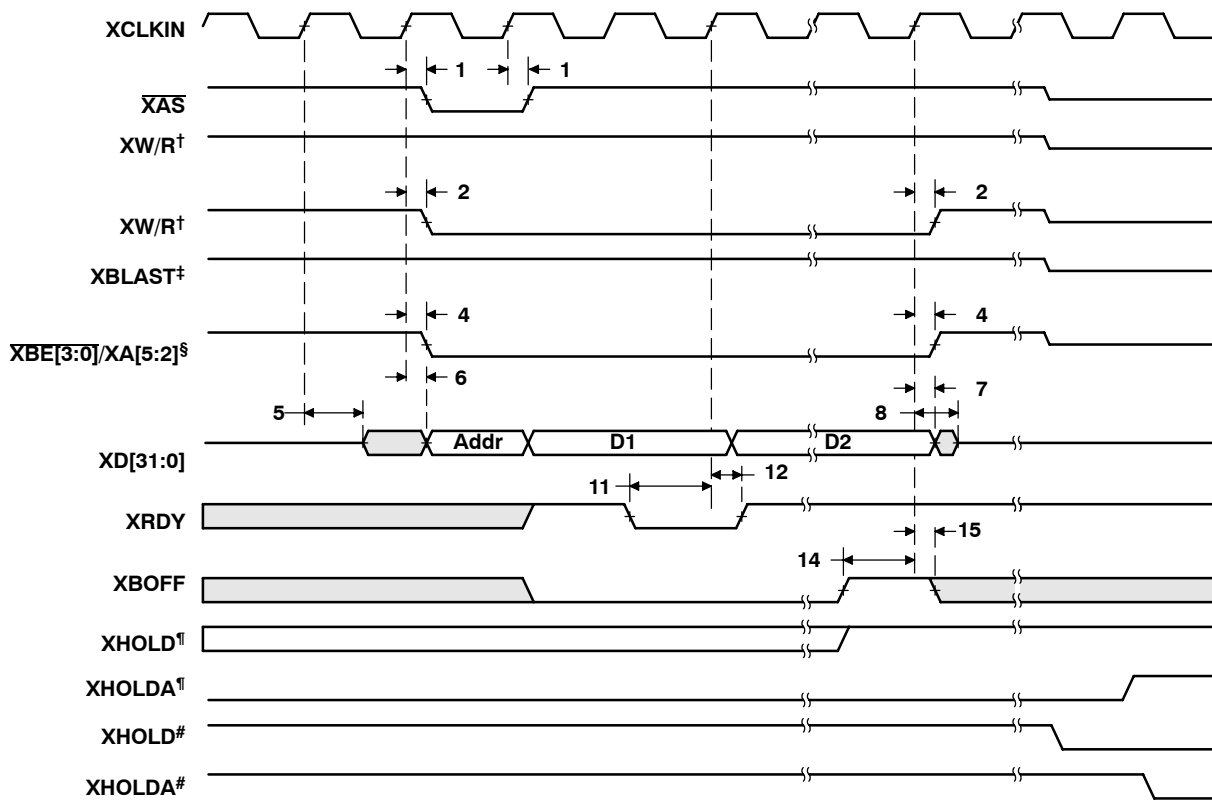 XCLKIN
1 1
XAS
XW/R†
2 2
XW/R†
XBLAST‡
4 4
XBE[3:0]/XA[5:2]§
6
7
5 8
Addr D1 D2
XD[31:0]
12
11
XRDY
15
14
XBOFF
XHOLD¶
XHOLDA¶
XHOLD#
XHOLDA#